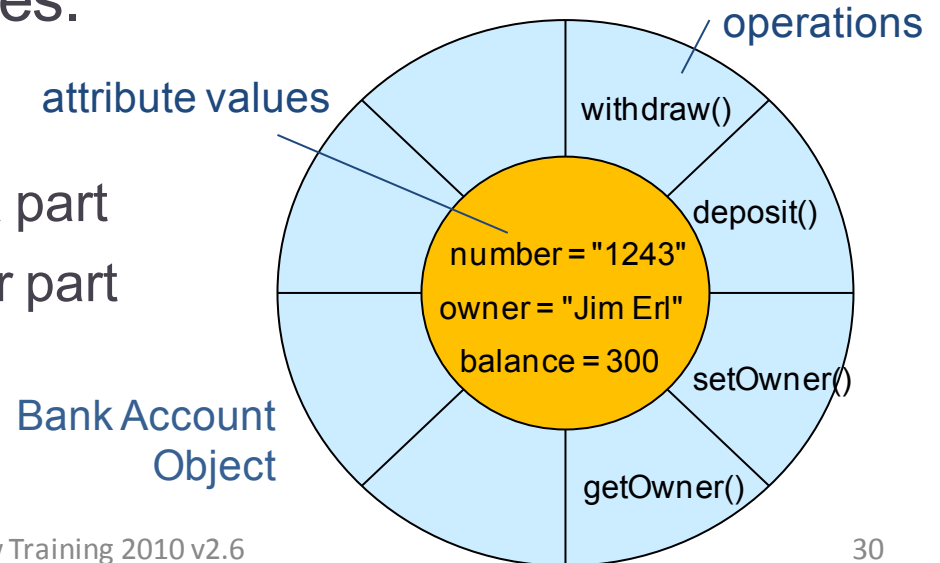 es:
operations
attribute values
withdraw()
part
deposit()
r part
number = "1243"
owner = "Jim Erl"
balance = 300
setOwner()
Bank Account
Object
getOwner()
Training 2010 v2.6
30